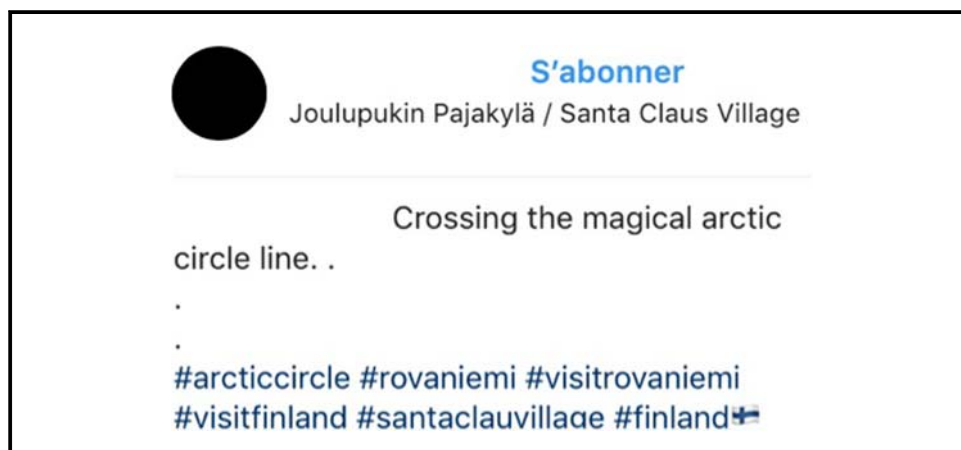 S'abonner
Joulupukin Pajakylä / Santa Claus Village
Crossing the magical arctic
circle line. .
.
.
#arcticcircle #rovaniemi #visitrovaniemi
#visitfinland #santaclauvillage #finland🇫🇮